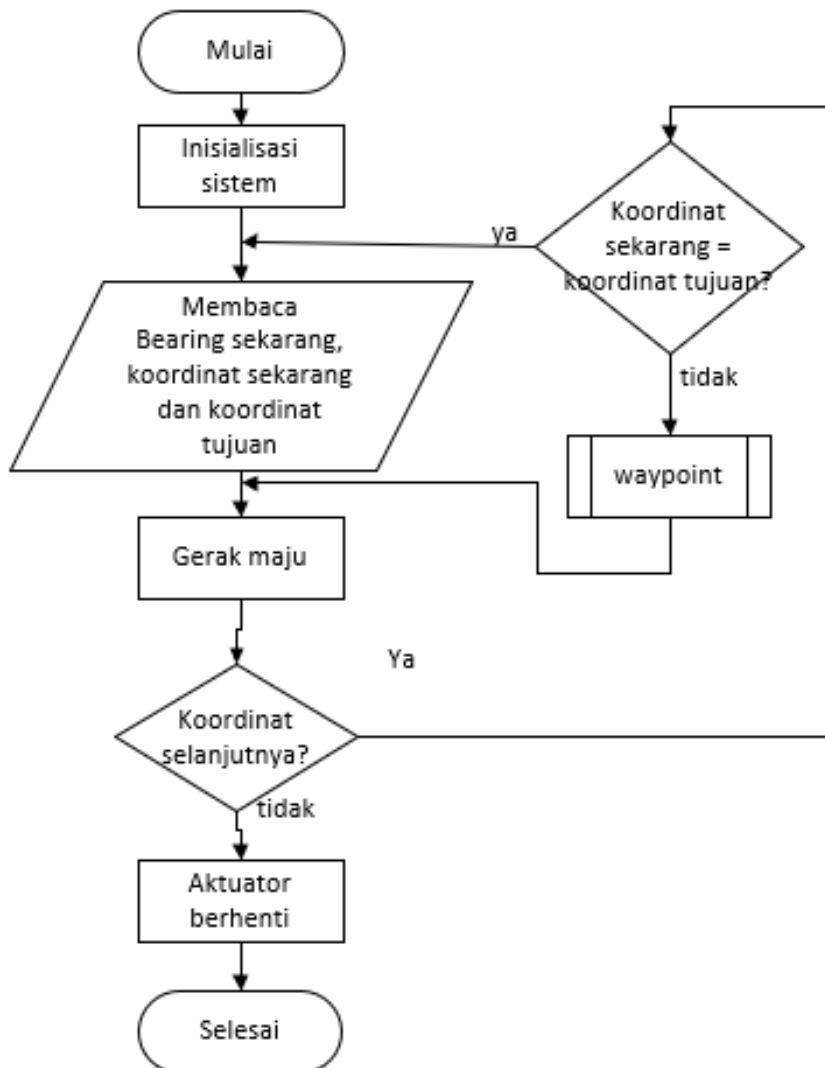 Mulai
Inisialisasi
sistem
Koordinat
sekarang =
koordinat tujuan?
ya
Membaca
Bearing sekarang,
koordinat sekarang
dan koordinat
tujuan
tidak
waypoint
Gerak maju
Ya
Koordinat
selanjutnya?
tidak
Aktuator
berhenti
Selesai